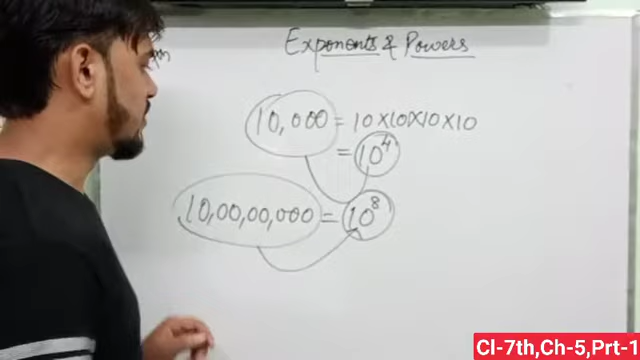 Exponents & Powers
10,000 = 10×10×10×10
= 10⁴
10,00,00,000 = 10⁸
Cl-7th,Ch-5,Prt-1